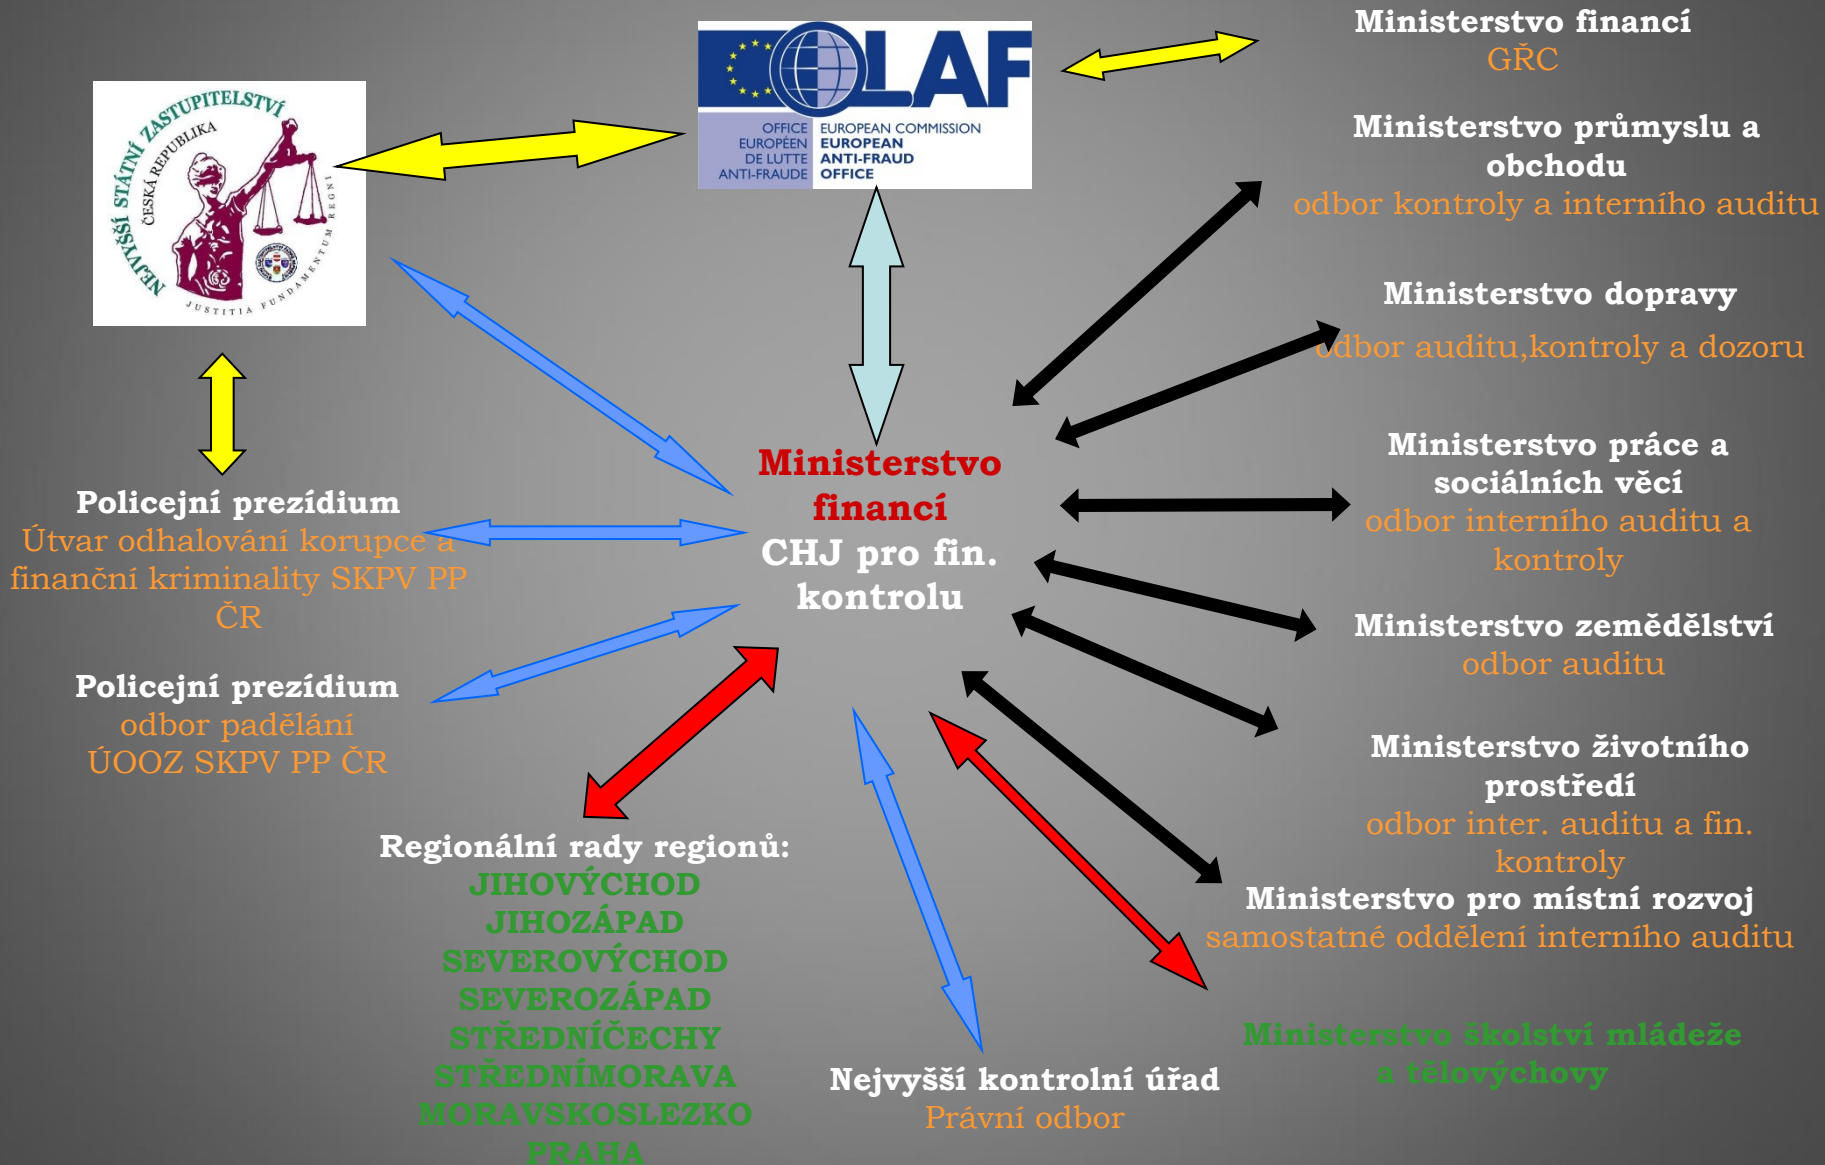 NEJVYŠŠÍ STÁTNÍ ZASTUPITELSTVÍ
ČESKÁ REPUBLIKA
JUSTITIA FUNDAMENTUM REGNI
OLAF
OFFICE
EUROPÉEN
DE LUTTE
ANTI-FRAUDE
EUROPEAN COMMISSION
EUROPEAN
ANTI-FRAUD
OFFICE
Ministerstvo financí
GŘC
Ministerstvo průmyslu a
obchodu
odbor kontroly a interního auditu
Ministerstvo dopravy
odbor auditu,kontroly a dozoru
Ministerstvo práce a
sociálních věcí
odbor interního auditu a
kontroly
Ministerstvo zemědělství
odbor auditu
Ministerstvo životního
prostředí
odbor inter. auditu a fin.
kontroly
Ministerstvo pro místní rozvoj
samostatné oddělení interního auditu
Ministerstvo školství mládeže
a tělovýchovy
Ministerstvo
financí
CHJ pro fin.
kontrolu
Policejní prezídium
Útvar odhalování korupce a
finanční kriminality SKPV PP
ČR
Policejní prezídium
odbor padělání
ÚOOZ SKPV PP ČR
Regionální rady regionů:
JIHOVÝCHOD
JIHOZÁPAD
SEVEROVÝCHOD
SEVEROZÁPAD
STŘEDNÍČECHY
STŘEDNÍMORAVA
MORAVSKOSLEZKO
PRAHA
Nejvyšší kontrolní úřad
Právní odbor